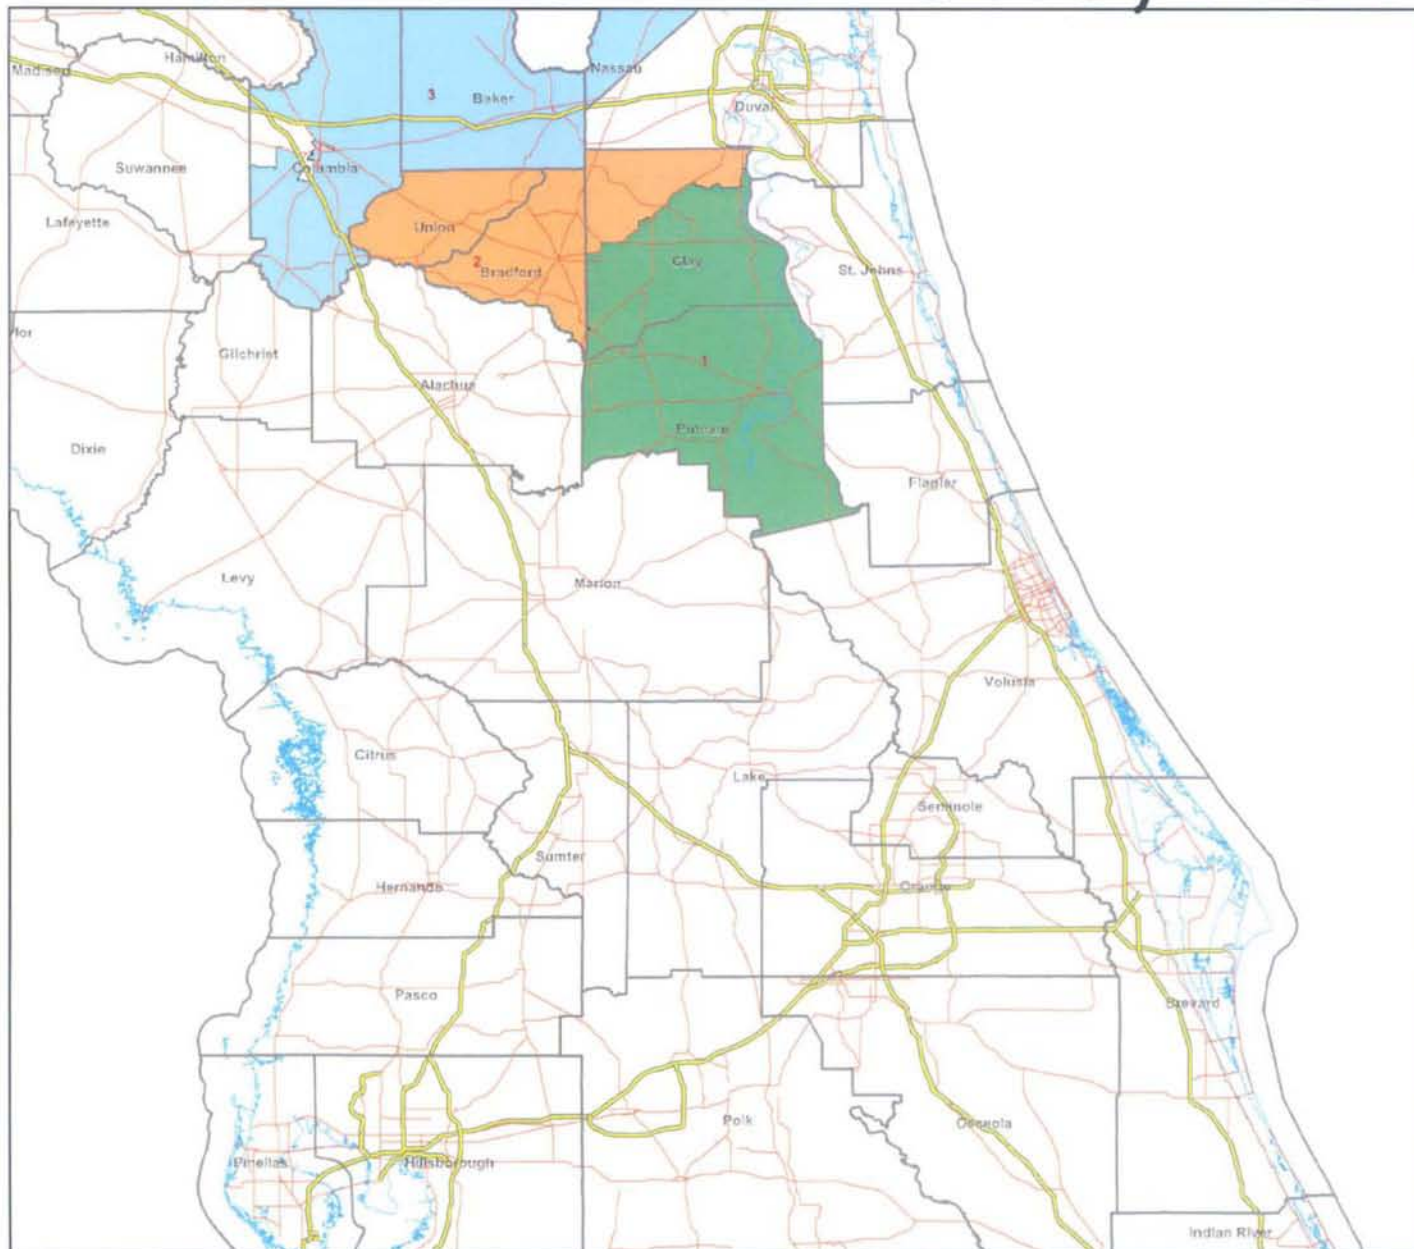 Hamilton
Madison
Nassau
3
Baker
Duval
2
Suwannee
Columbia
Lafayette
Union
2
Bradford
Clay
St. Johns
Gilchrist
Alachua
1
Putnam
Dixie
Flagler
Levy
Marion
Volusia
Citrus
Lake
Seminole
Sumter
Hernando
Orange
Pasco
Brevard
Polk
Osceola
Pinellas
Hillsborough
Indian River